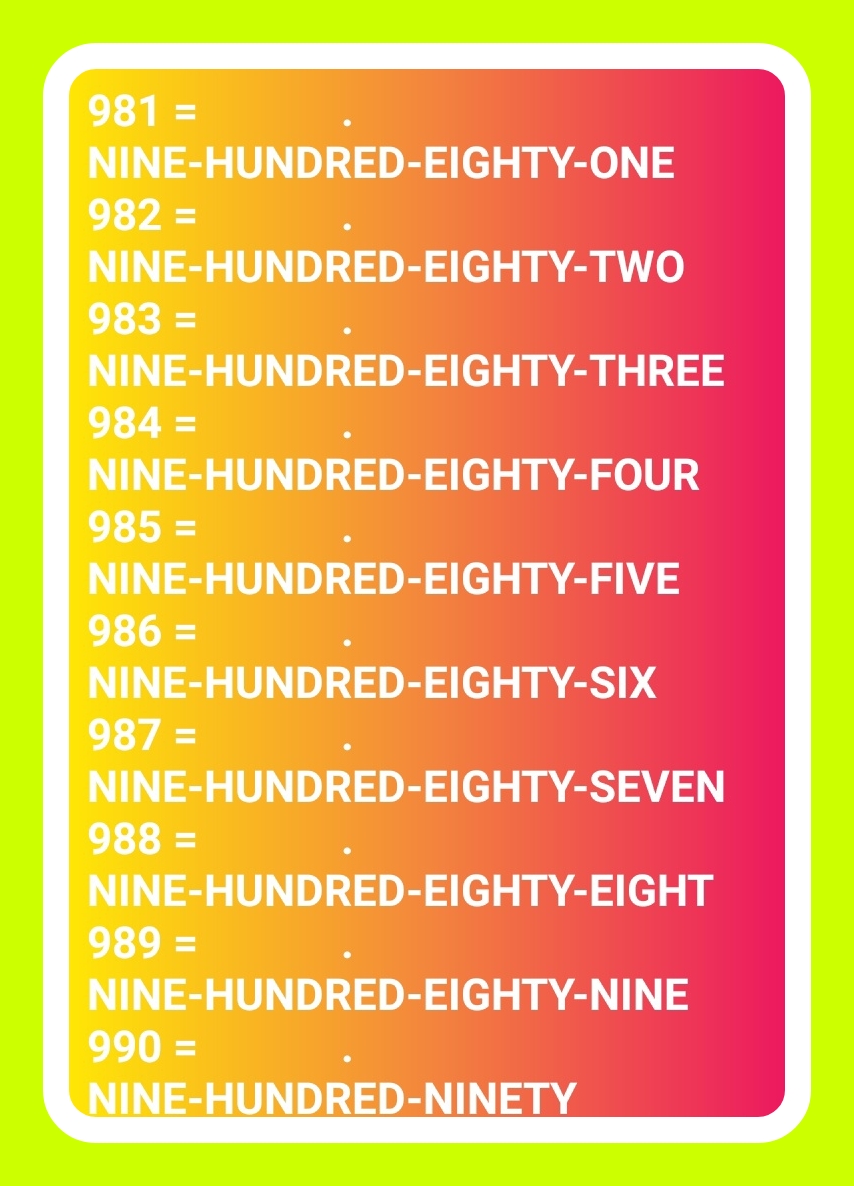 981 = .
NINE-HUNDRED-EIGHTY-ONE
982 = .
NINE-HUNDRED-EIGHTY-TWO
983 = .
NINE-HUNDRED-EIGHTY-THREE
984 = .
NINE-HUNDRED-EIGHTY-FOUR
985 = .
NINE-HUNDRED-EIGHTY-FIVE
986 = .
NINE-HUNDRED-EIGHTY-SIX
987 = .
NINE-HUNDRED-EIGHTY-SEVEN
988 = .
NINE-HUNDRED-EIGHTY-EIGHT
989 = .
NINE-HUNDRED-EIGHTY-NINE
990 = .
NINE-HUNDRED-NINETY